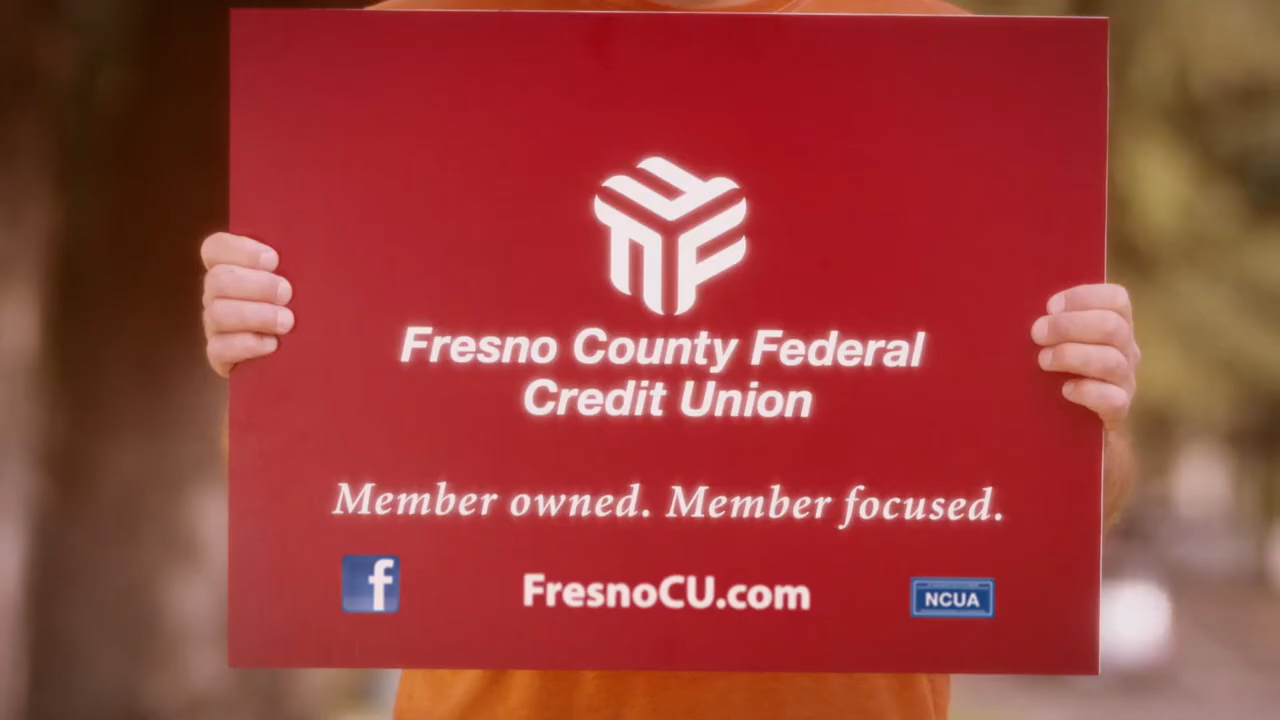 Fresno County Federal
Credit Union
Member owned. Member focused.
f
FresnoCU.com
NCUA